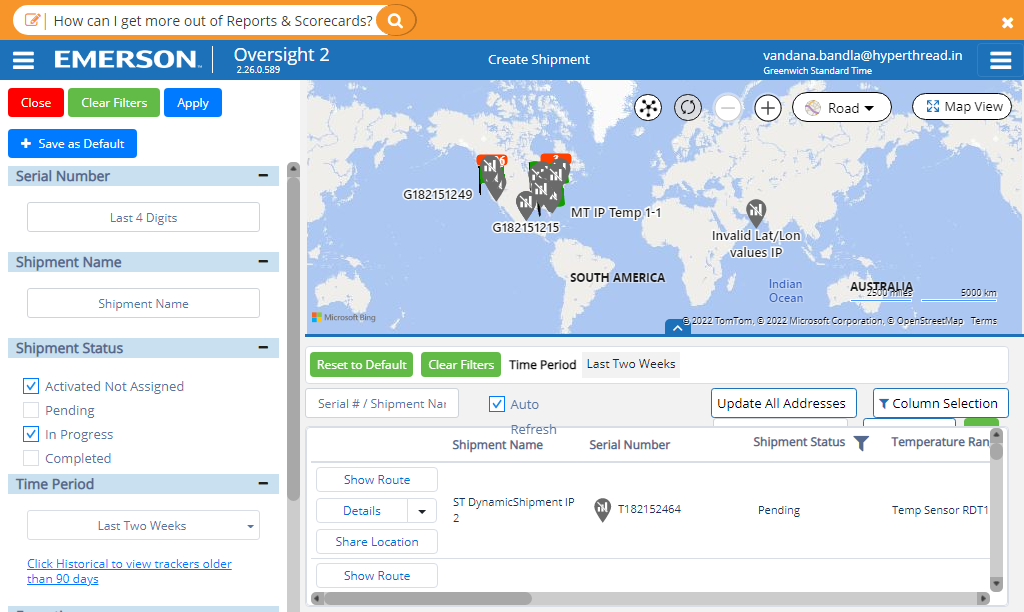 How can I get more out of Reports & Scorecards?
EMERSON
Oversight 2
2.26.0.589
Create Shipment
vandana.bandla@hyperthread.in
Greenwich Standard Time
Close
Clear Filters
Apply
Save as Default
Serial Number
Last 4 Digits
Shipment Name
Shipment Name
Shipment Status
Activated Not Assigned
Pending
In Progress
Completed
Time Period
Last Two Weeks
Click Historical to view trackers older
than 90 days
Road
Map View
G182151249
G182151215
MT IP Temp 1-1
Invalid Lat/Lon
values IP
SOUTH AMERICA
Indian
Ocean
AUSTRALIA
2500 miles
5000 km
Microsoft Bing
© 2022 TomTom, © 2022 Microsoft Corporation, © OpenStreetMap Terms
Reset to Default
Clear Filters
Time Period
Last Two Weeks
Serial # / Shipment Nar
Auto
Refresh
Update All Addresses
Column Selection
Shipment Name
Serial Number
Shipment Status
Temperature Ran
Show Route
Details
Share Location
ST DynamicShipment IP
2
T182152464
Pending
Temp Sensor RDT1
Show Route